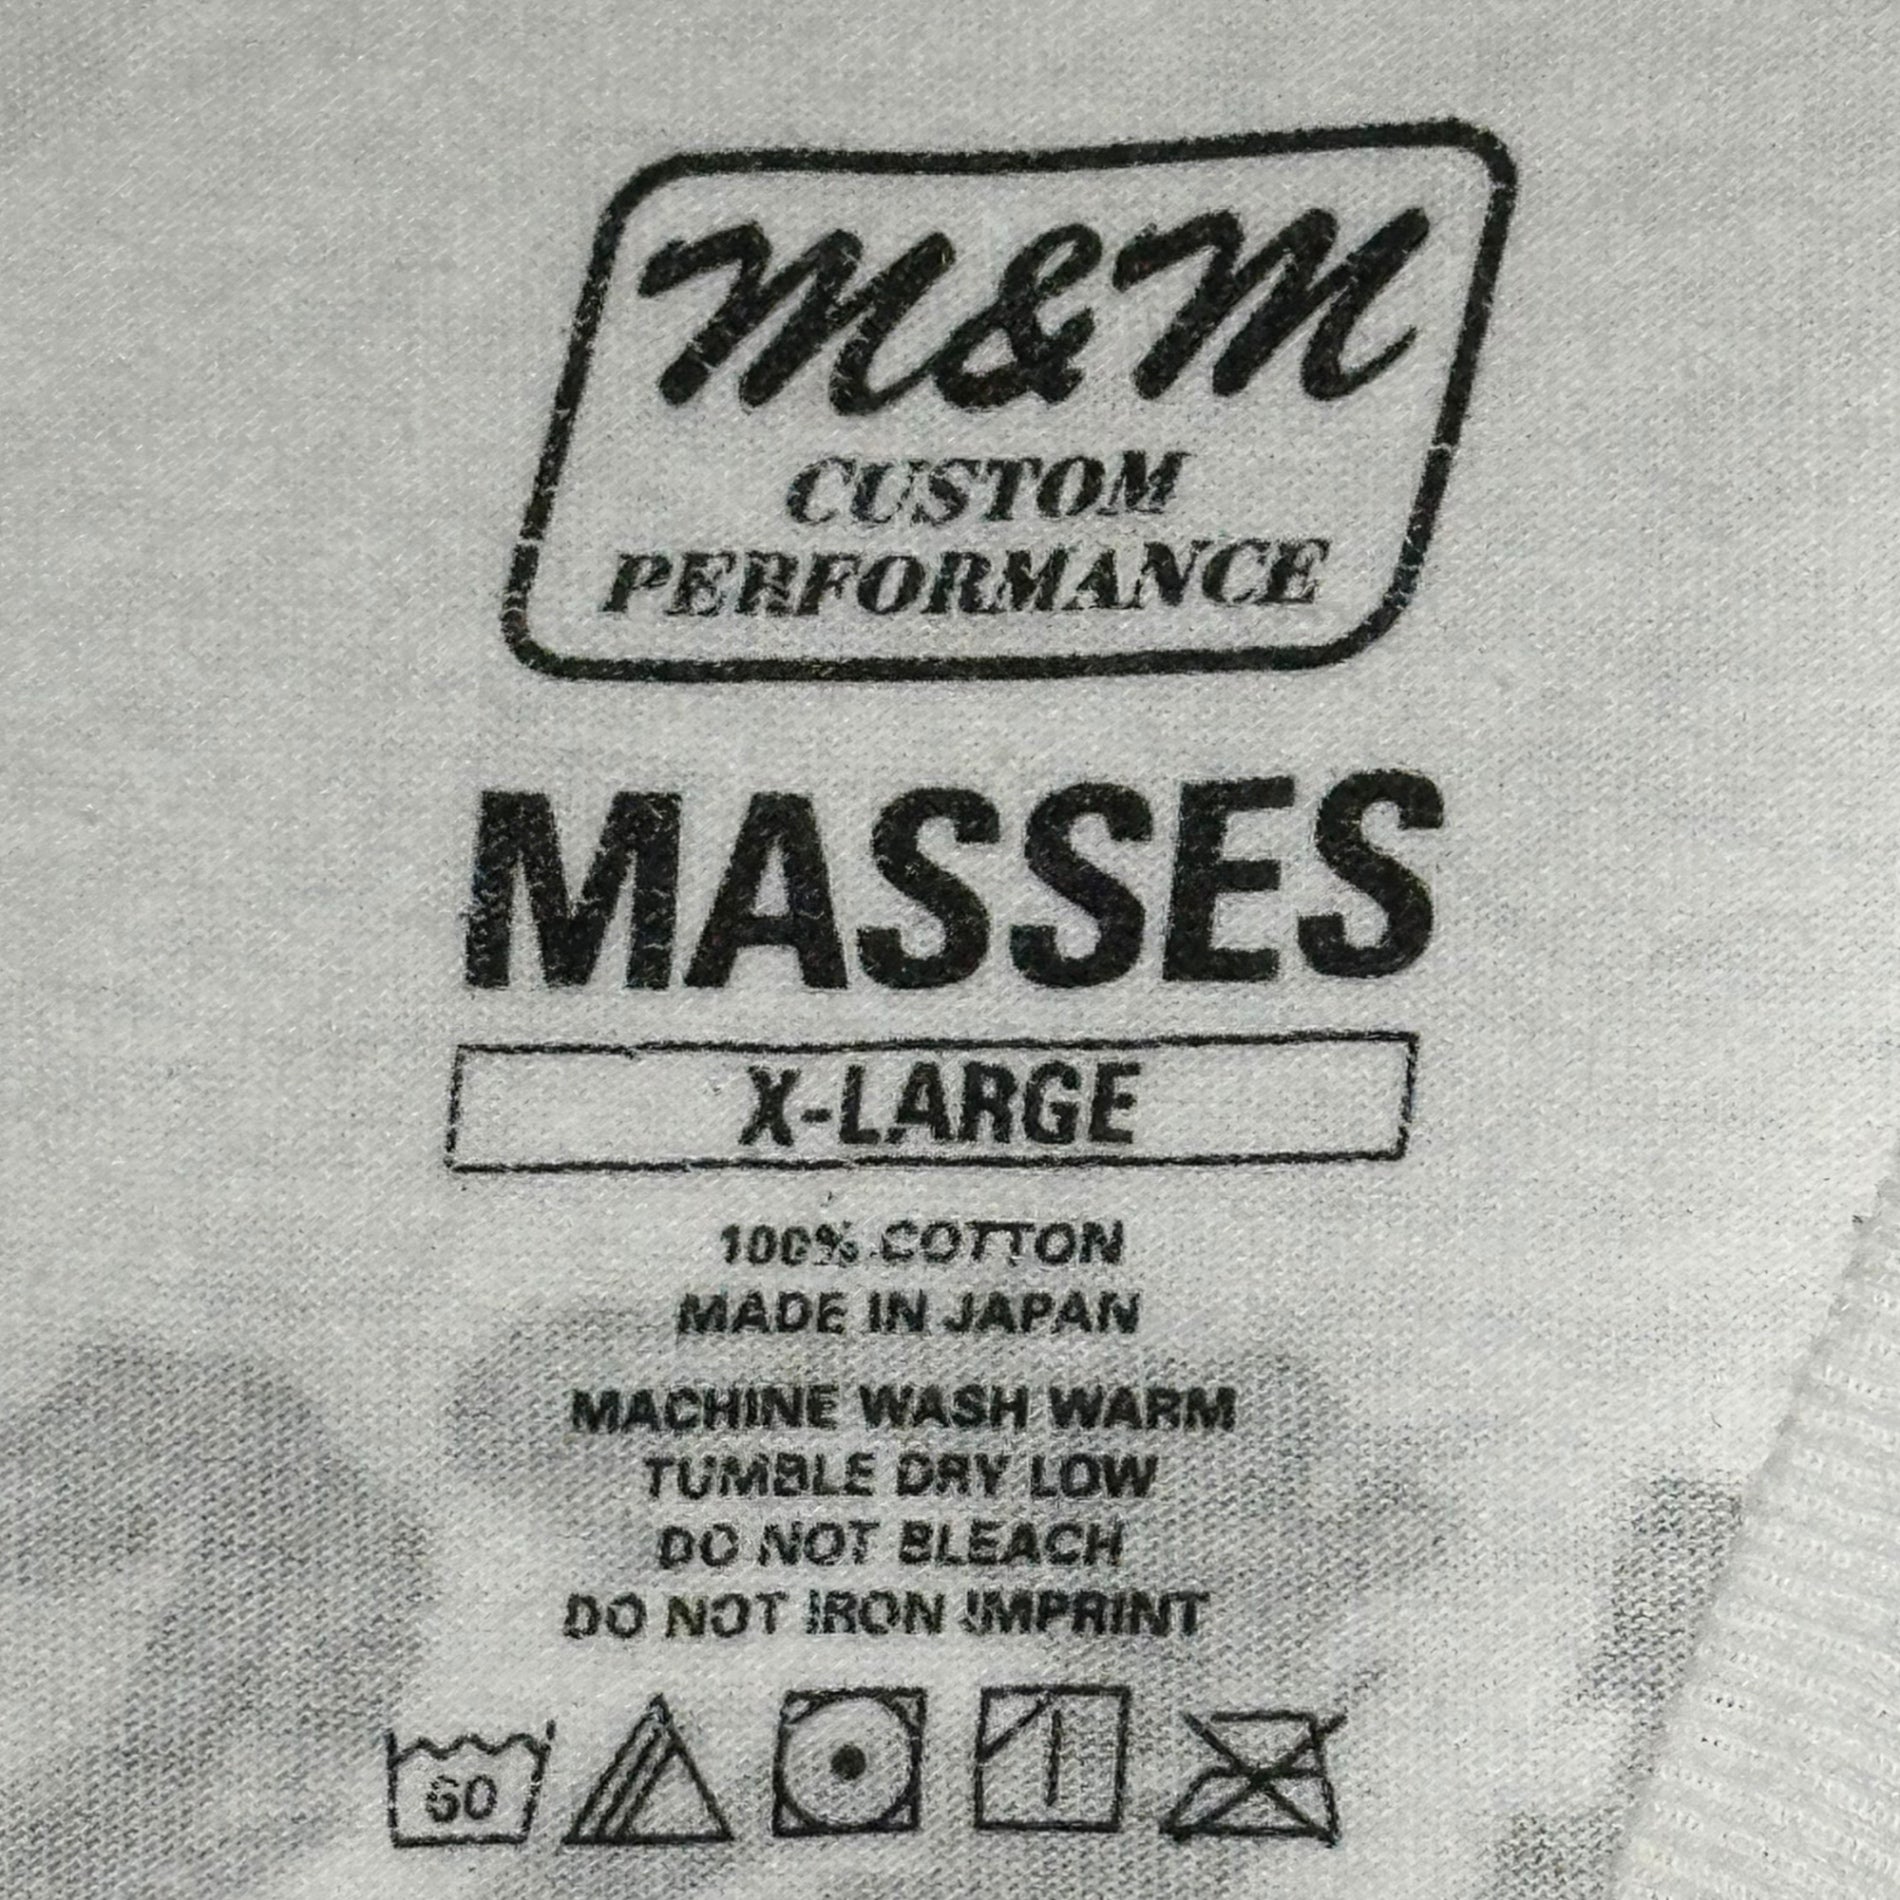 M&M
CUSTOM
PERFORMANCE
MASSES
X-LARGE
100% COTTON
MADE IN JAPAN
MACHINE WASH WARM
TUMBLE DRY LOW
DO NOT BLEACH
DO NOT IRON IMPRINT
60